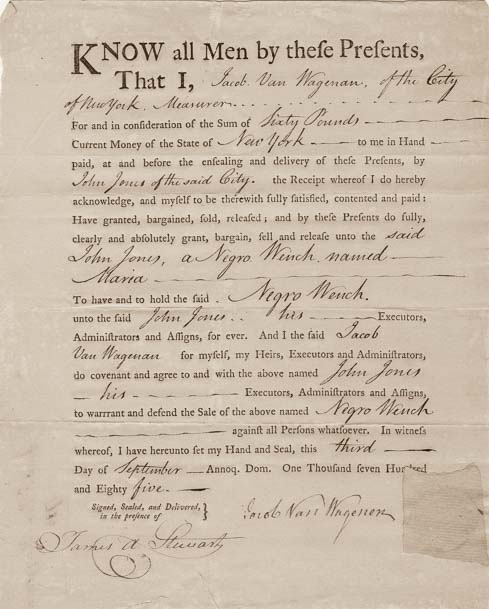 KNOW all Men by theſe Preſents,
That I, Jacob Van Wagenan, of the City
of New York, Measurer
For and in conſideration of the Sum of Sixty Pounds
Current Money of the State of New York to me in Hand
paid, at and before the enſealing and delivery of theſe Preſents, by
John Jones of the said City. the Receipt whereof I do hereby
acknowledge, and myſelf to be therewith fully ſatisfied, contented and paid:
Have granted, bargained, ſold, releaſed; and by theſe Preſents do fully,
clearly and abſolutely grant, bargain, ſell and releaſe unto the said
John Jones, a Negro Wench named
Maria
To have and to hold the ſaid Negro Wench.
unto the ſaid John Jones his Executors,
Adminiſtrators and Aſſigns, for ever. And I the ſaid Jacob
Van Wagenan for myſelf, my Heirs, Executors and Adminiſtrators,
do covenant and agree to and with the above named John Jones
his Executors, Adminiſtrators and Aſſigns,
to warrrant and defend the Sale of the above named Negro Wench
againſt all Perſons whatſoever. In witneſs
whereof, I have hereunto ſet my Hand and Seal, this third
Day of September Annoq. Dom. One Thouſand ſeven Hundred
and Eighty five.
Signed, Sealed, and Delivered,
in the preſence of
Jacob Van Wagenen
James A Stewart